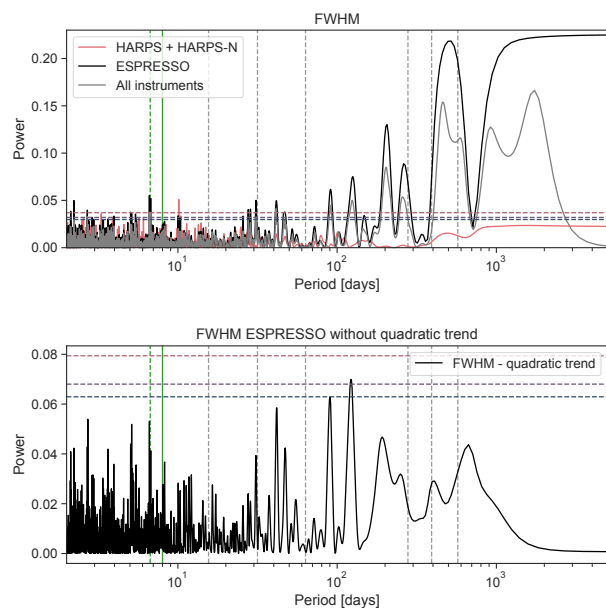 FWHM
HARPS + HARPS-N
ESPRESSO
All instruments
Power
0.20
0.15
0.10
0.05
0.00
10¹
10²
10³
Period [days]
FWHM ESPRESSO without quadratic trend
FWHM - quadratic trend
Power
0.08
0.06
0.04
0.02
0.00
10¹
10²
10³
Period [days]